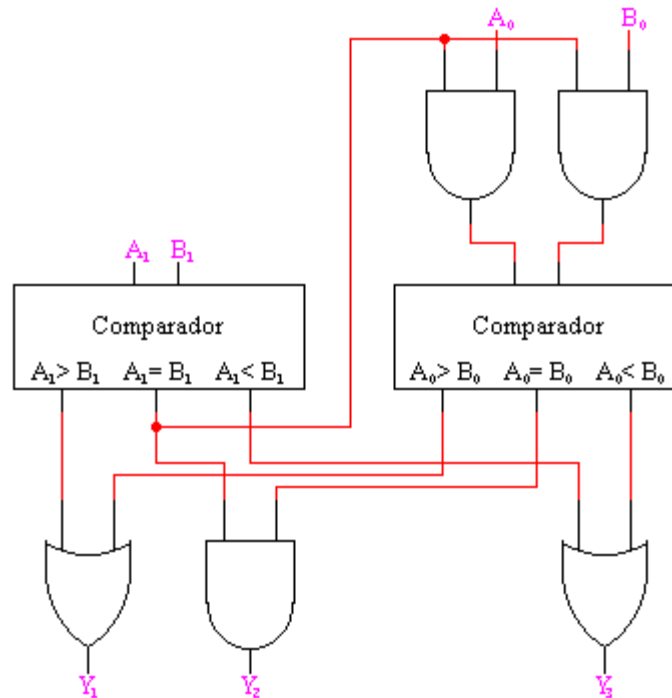 A₀ B₀
A₁ B₁
Comparador
A₁> B₁ A₁= B₁ A₁< B₁
Comparador
A₀> B₀ A₀= B₀ A₀< B₀
Y₁ Y₂ Y₃